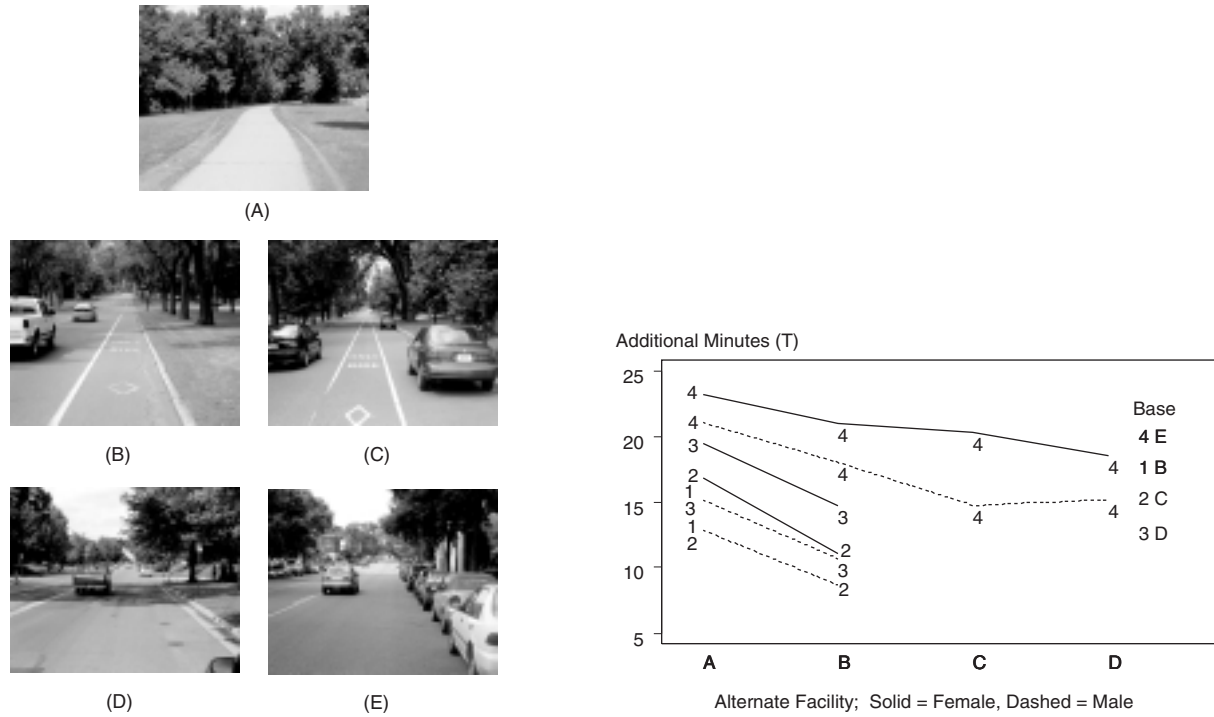 (A)
(B)
(C)
(D)
(E)
Additional Minutes (T)
25
20
15
10
5
4
4
3
2
1
3
1
2
4
4
3
2
3
2
4
4
4
4
Base
4 E
1 B
2 C
3 D
A B C D
Alternate Facility; Solid = Female, Dashed = Male